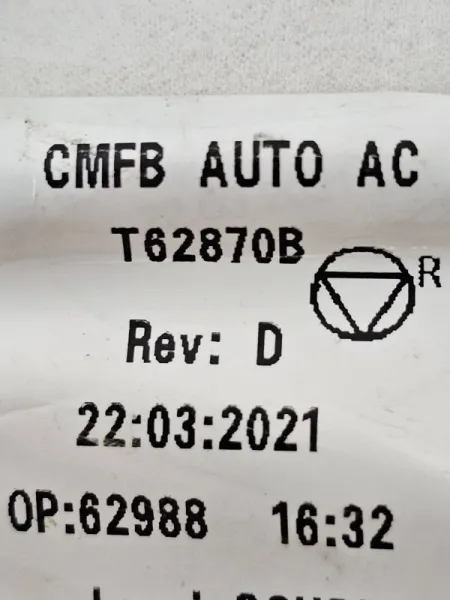 CMFB AUTO AC
T62870B
R
Rev: D
22:03:2021
OP:62988 16:32